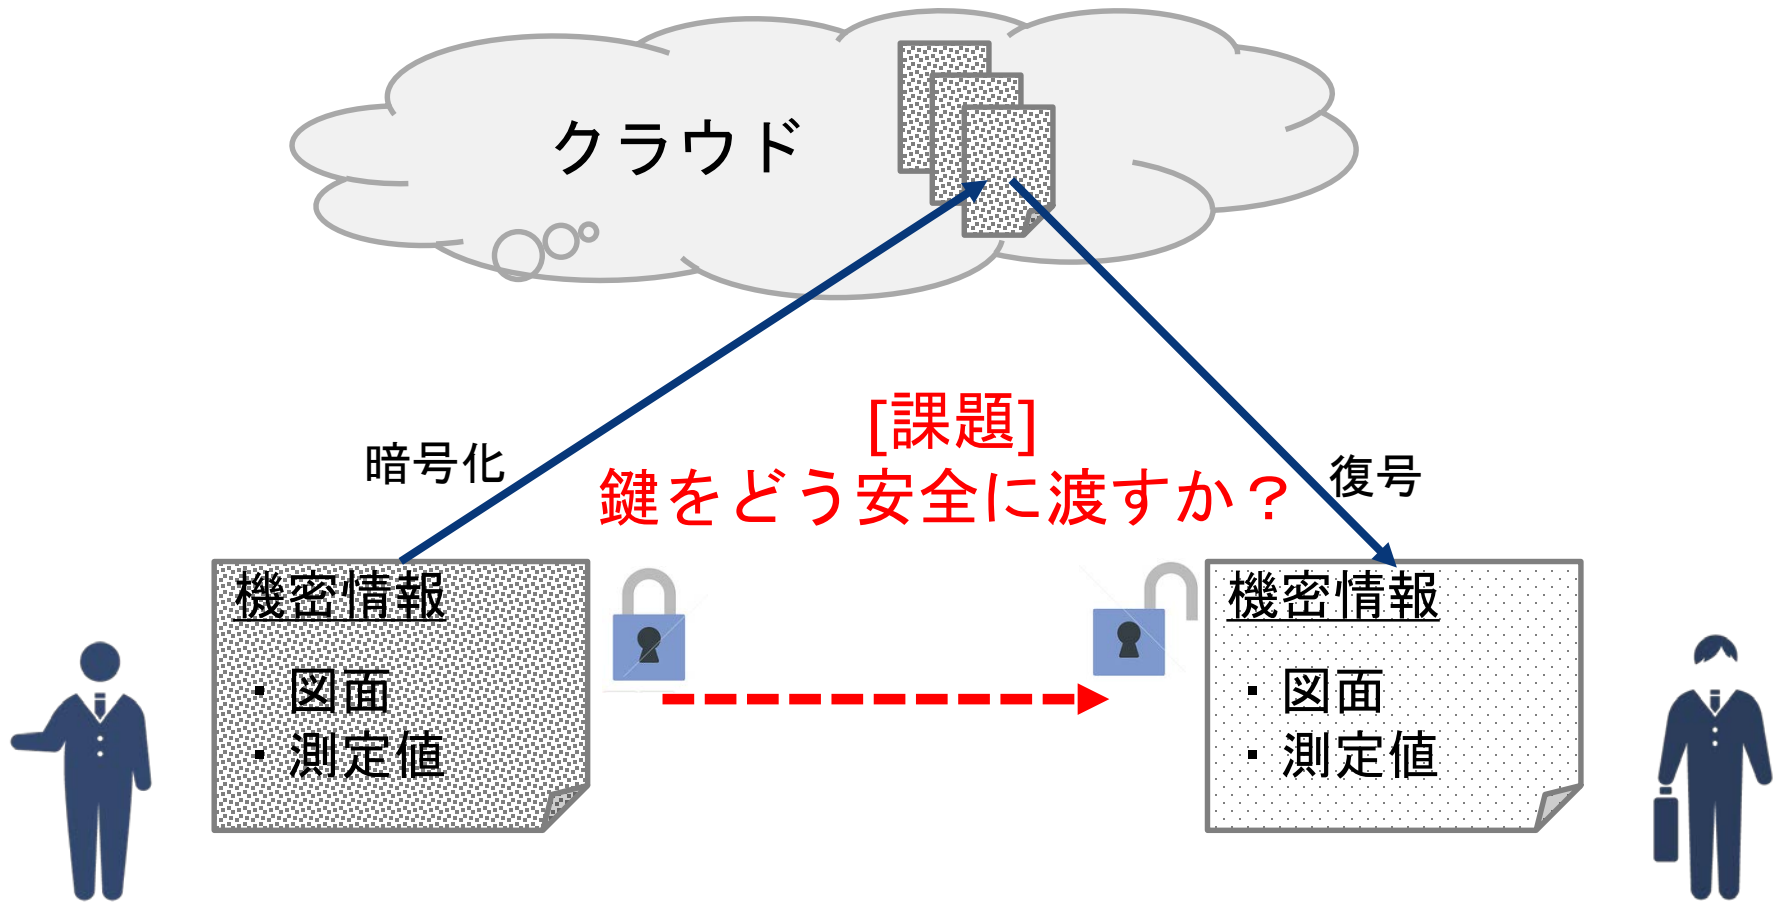 クラウド
[課題]
鍵をどう安全に渡すか？
暗号化
復号
機密情報
・図面
・測定値
機密情報
・図面
・測定値